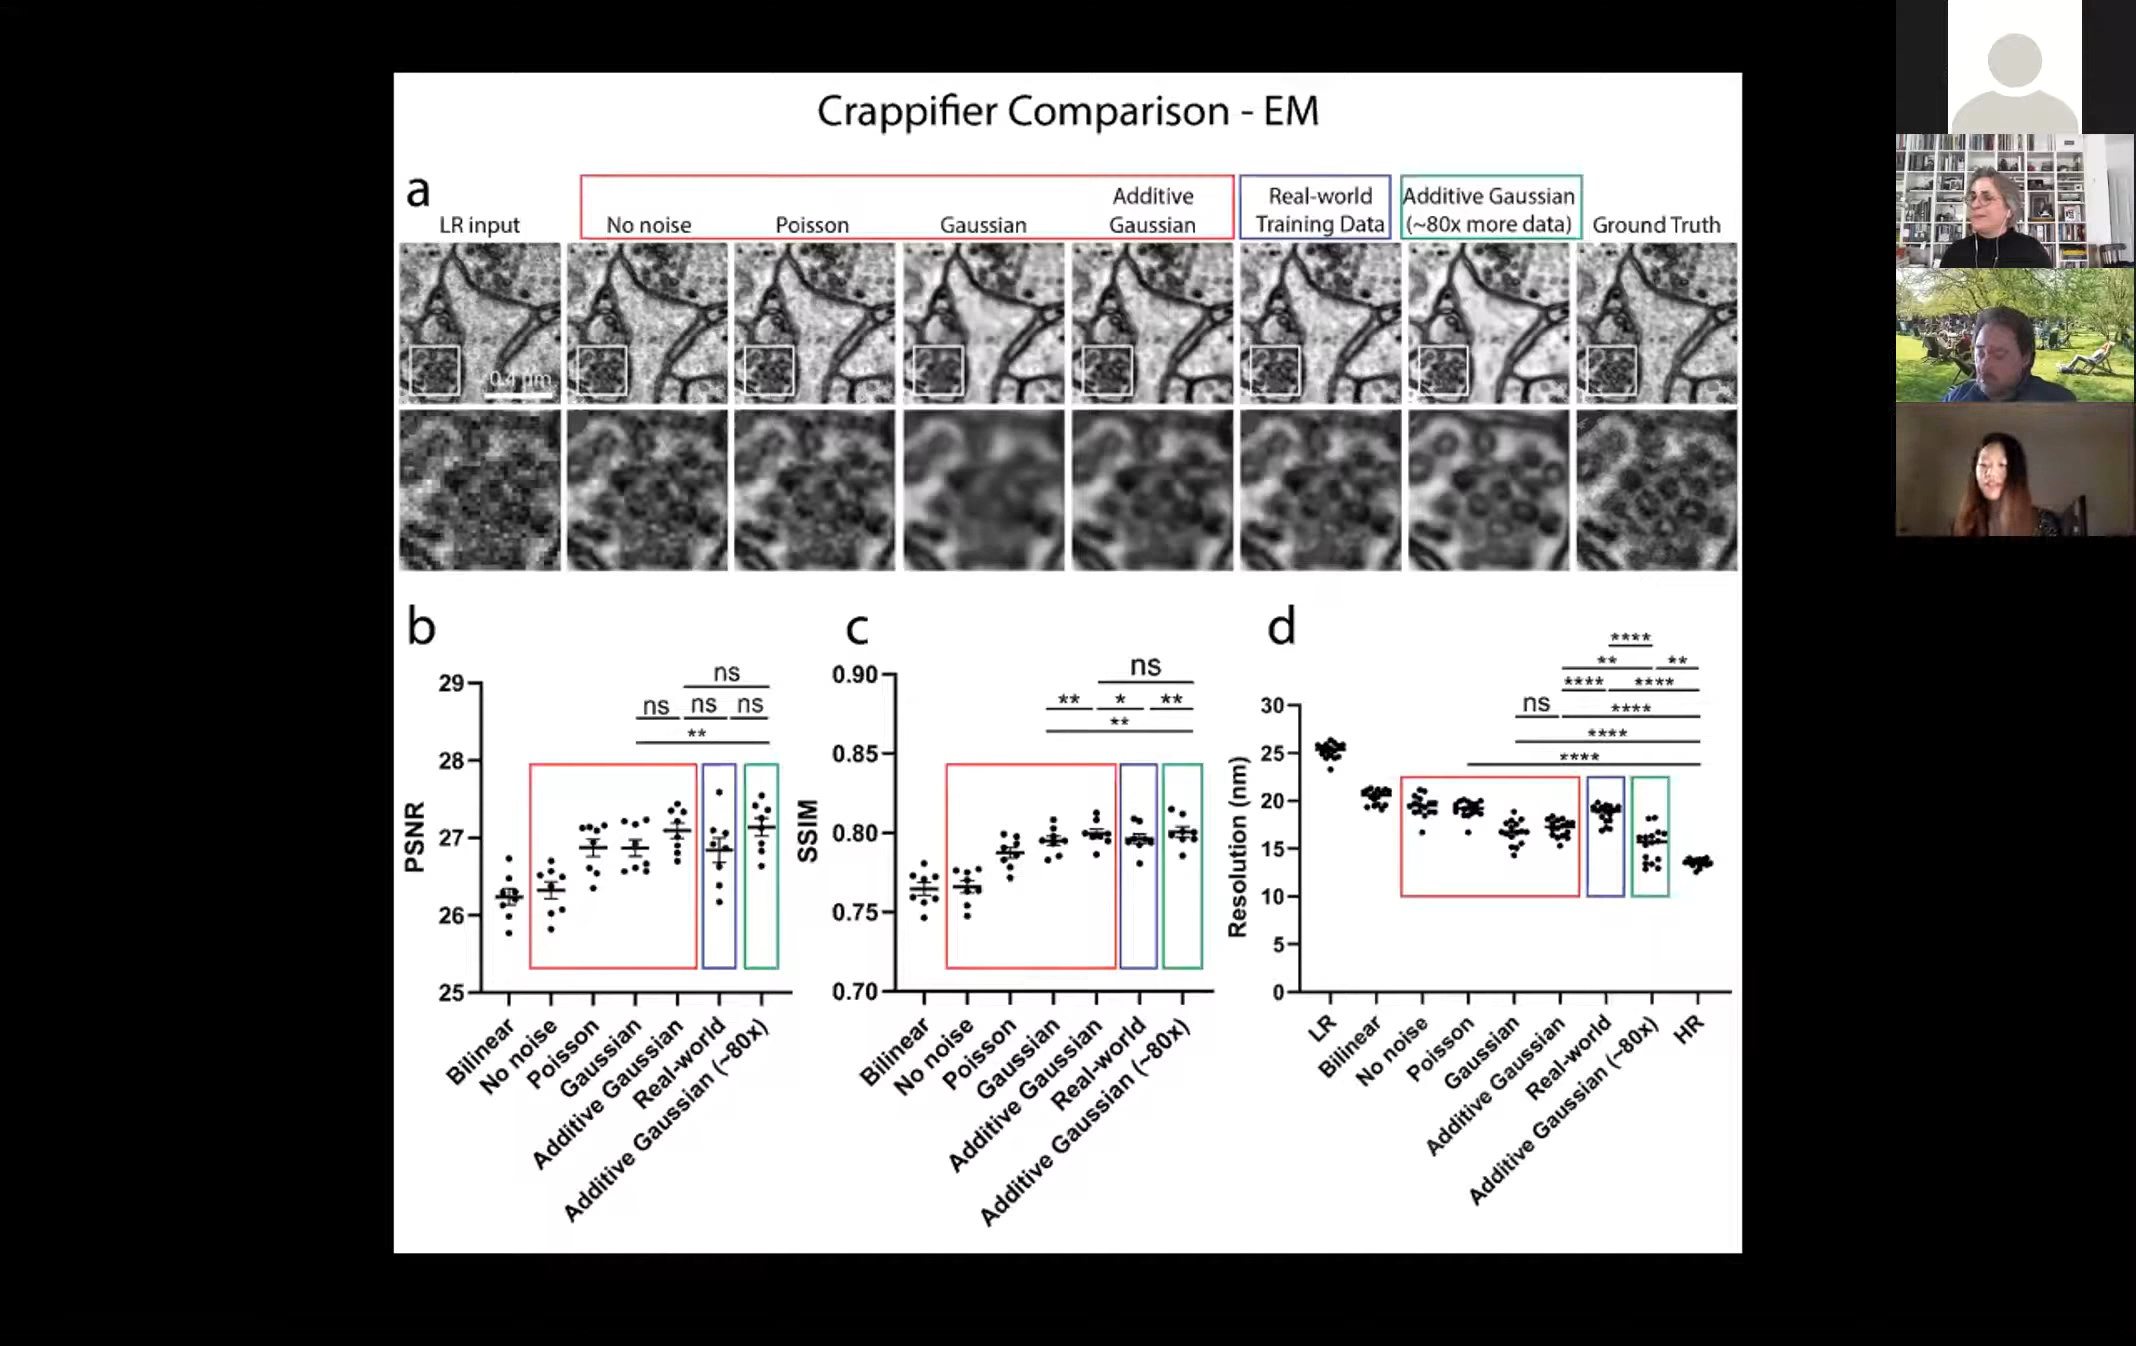 Crappifier Comparison - EM
a
LR input
No noise
Poisson
Gaussian
Additive
Gaussian
Real-world
Training Data
Additive Gaussian
(~80x more data)
Ground Truth
b
ns
ns ns ns
**
29
28
27
26
25
PSNR
Bilinear
No noise
Poisson
Gaussian
Additive Gaussian
Real-world
Additive Gaussian (~80x)
c
ns
** * **
**
0.90
0.85
0.80
0.75
0.70
SSIM
Bilinear
No noise
Poisson
Gaussian
Additive Gaussian
Real-world
Additive Gaussian (~80x)
d
****
** **
**** ****
ns ****
****
****
30
25
20
15
10
5
0
Resolution (nm)
LR
Bilinear
No noise
Poisson
Gaussian
Additive Gaussian
Real-world
Additive Gaussian (~80x)
HR